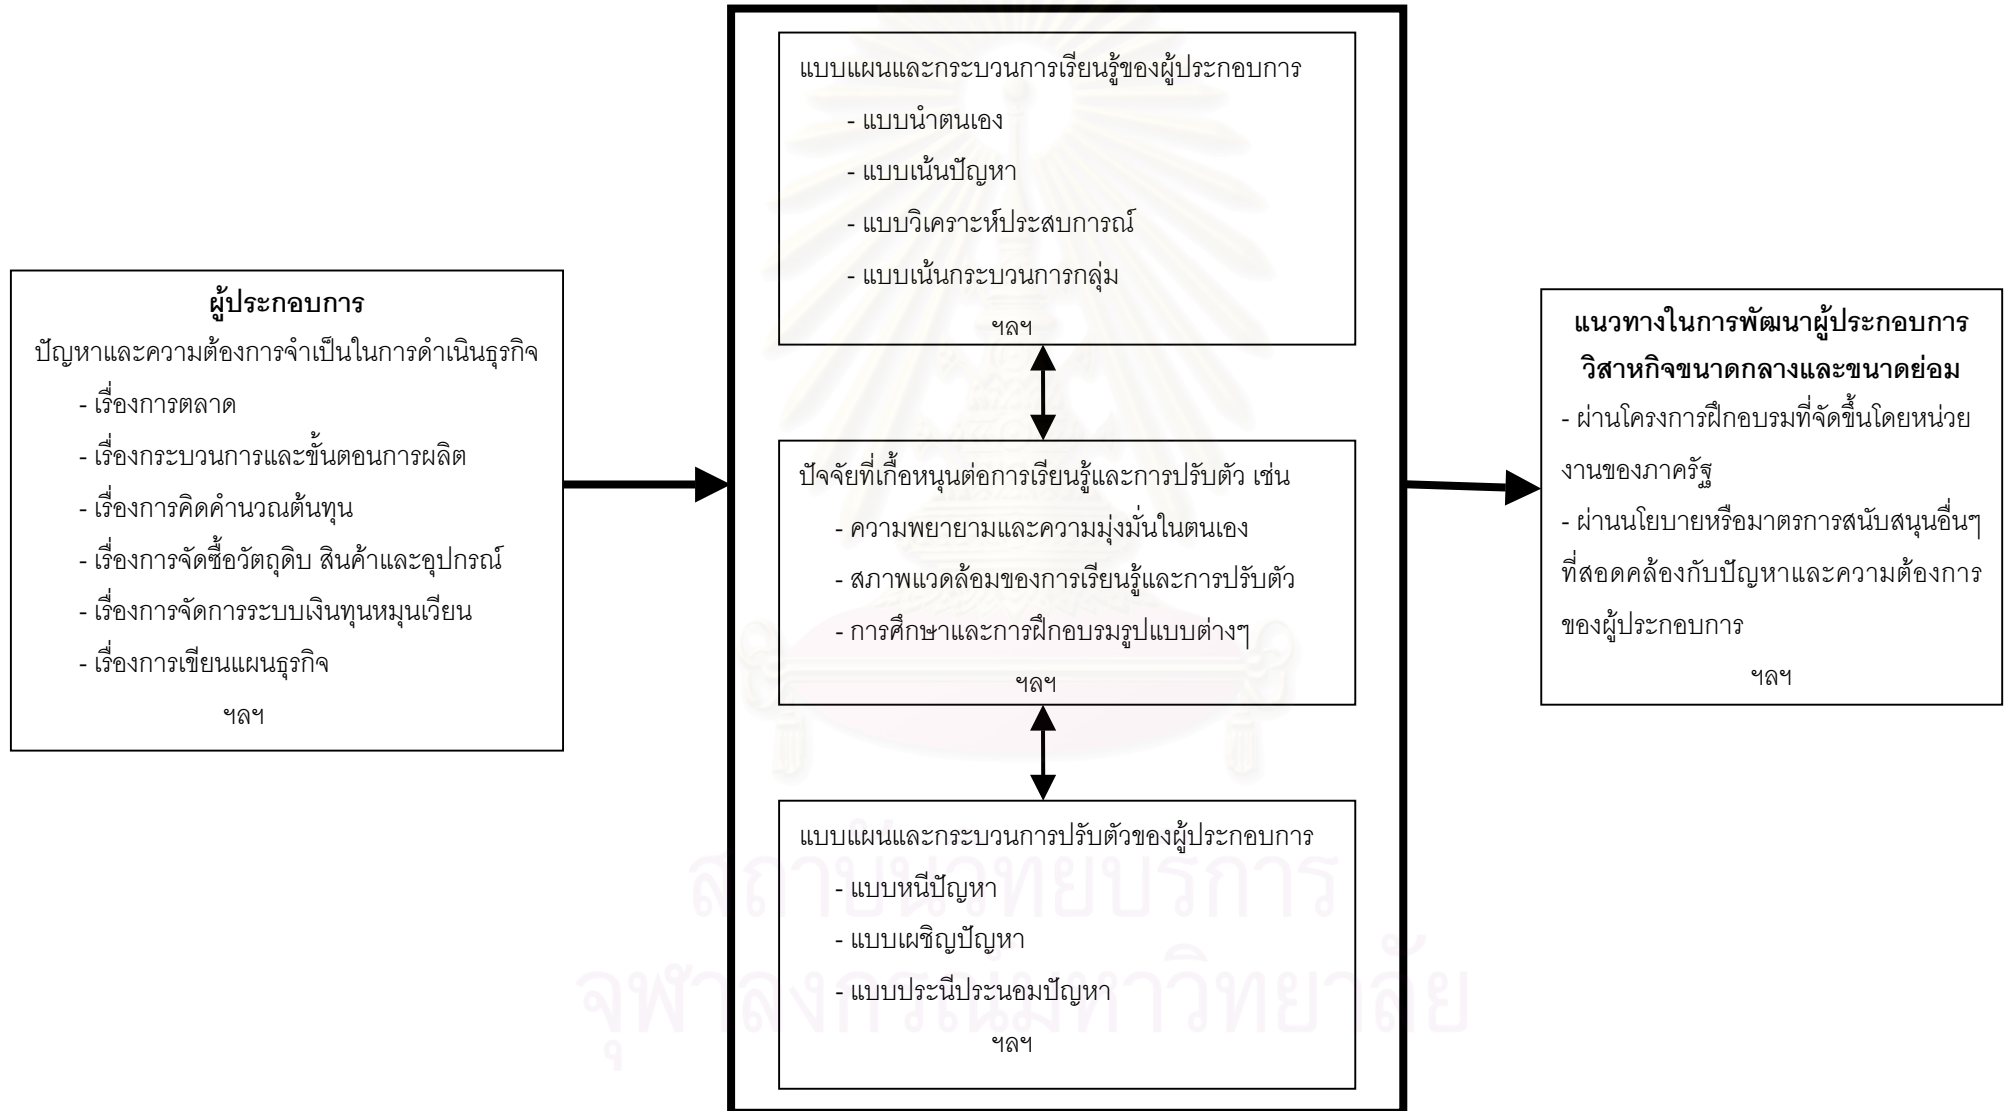 ผู้ประกอบการ
ปัญหาและความต้องการจำเป็นในการดำเนินธุรกิจ
- เรื่องการตลาด
- เรื่องกระบวนการและขั้นตอนการผลิต
- เรื่องการคิดคำนวณต้นทุน
- เรื่องการจัดซื้อวัตถุดิบ สินค้าและอุปกรณ์
- เรื่องการจัดการระบบเงินทุนหมุนเวียน
- เรื่องการเขียนแผนธุรกิจ
ฯลฯ
แบบแผนและกระบวนการเรียนรู้ของผู้ประกอบการ
- แบบนำตนเอง
- แบบเน้นปัญหา
- แบบวิเคราะห์ประสบการณ์
- แบบเน้นกระบวนการกลุ่ม
ฯลฯ
ปัจจัยที่เกื้อหนุนต่อการเรียนรู้และการปรับตัว เช่น
- ความพยายามและความมุ่งมั่นในตนเอง
- สภาพแวดล้อมของการเรียนรู้และการปรับตัว
- การศึกษาและการฝึกอบรมรูปแบบต่างๆ
ฯลฯ
แบบแผนและกระบวนการปรับตัวของผู้ประกอบการ
- แบบหนีปัญหา
- แบบเผชิญปัญหา
- แบบประนีประนอมปัญหา
ฯลฯ
แนวทางในการพัฒนาผู้ประกอบการ
วิสาหกิจขนาดกลางและขนาดย่อม
- ผ่านโครงการฝึกอบรมที่จัดขึ้นโดยหน่วย
งานของภาครัฐ
- ผ่านนโยบายหรือมาตรการสนับสนุนอื่นๆ
ที่สอดคล้องกับปัญหาและความต้องการ
ของผู้ประกอบการ
ฯลฯ
สถาบันวิทยบริการ
จุฬาลงกรณ์มหาวิทยาลัย